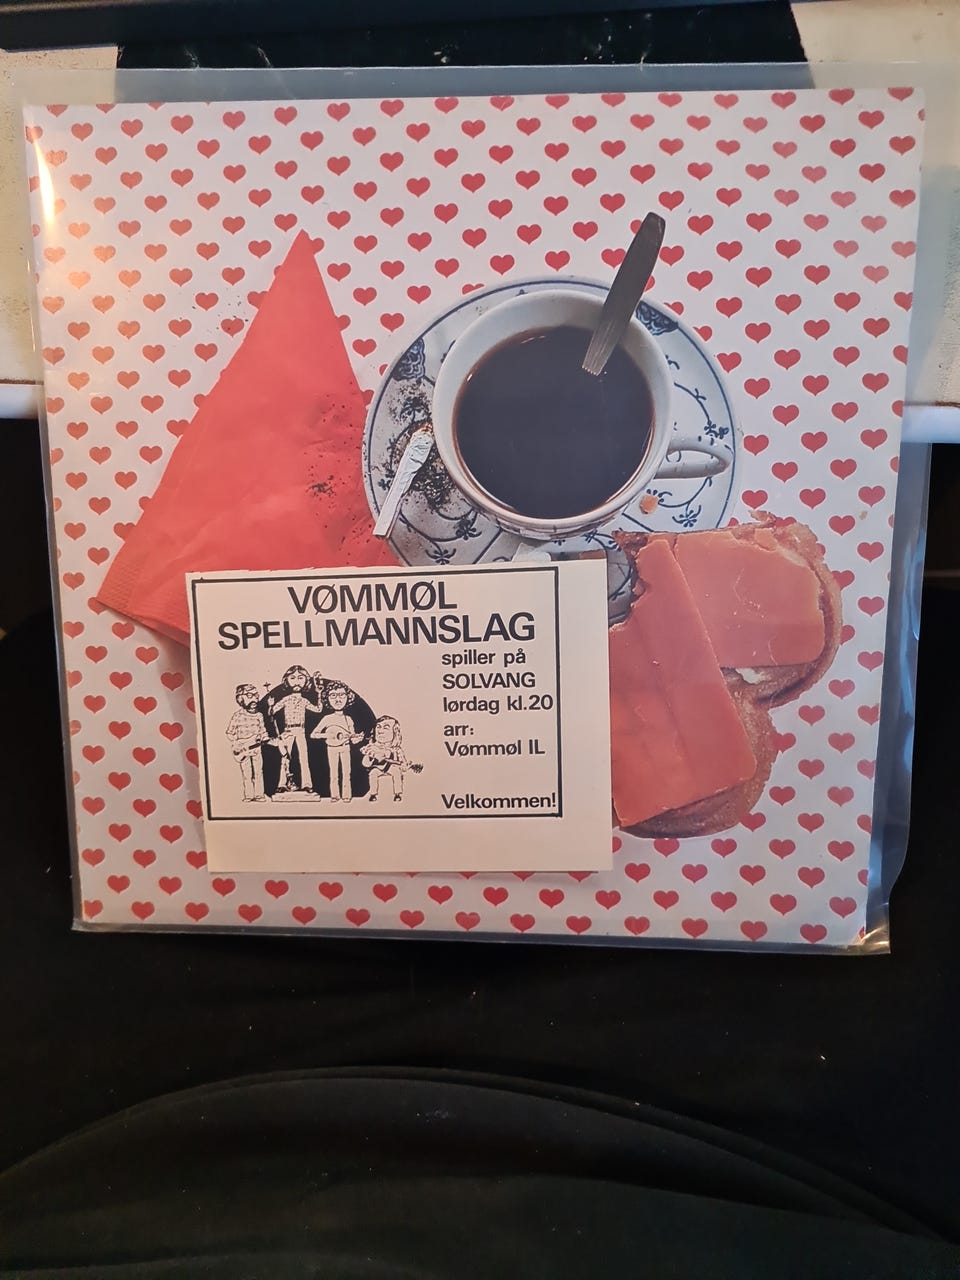 VØMMØL
SPELLMANNSLAG
spiller på
SOLVANG
lørdag kl.20
arr:
Vømmøl IL
Velkommen!